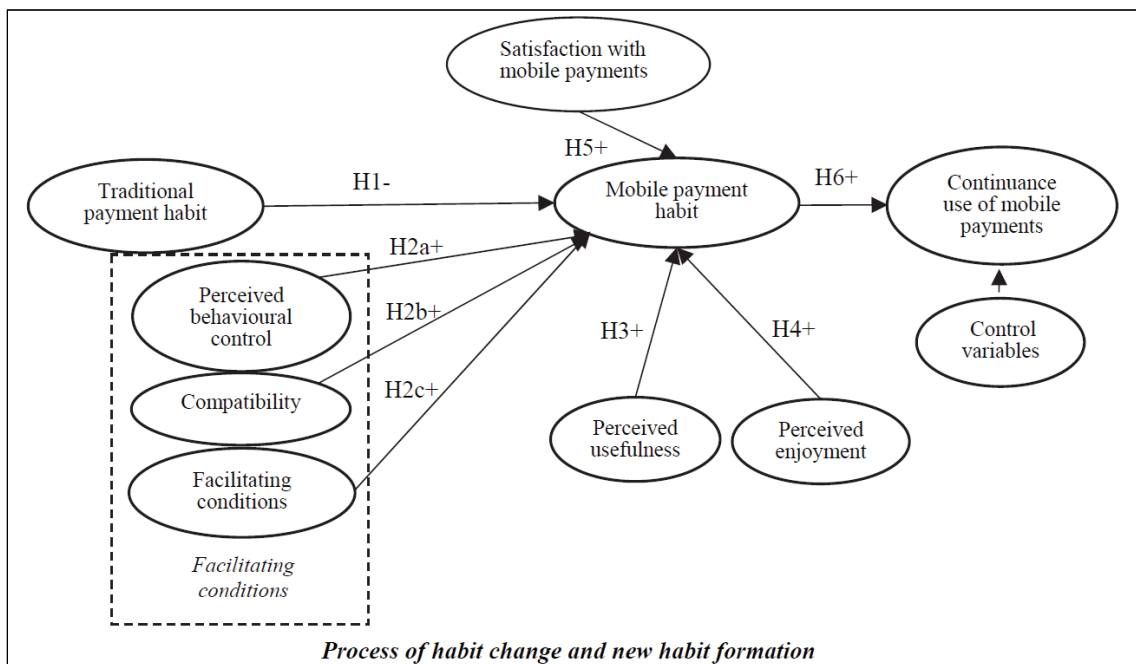 Satisfaction with
mobile payments
H5+
Traditional
payment habit
H1-
Mobile payment
habit
H6+
Continuance
use of mobile
payments
H2a+
Perceived
behavioural
control
H2b+
H3+
H4+
Control
variables
Compatibility
H2c+
Perceived
usefulness
Perceived
enjoyment
Facilitating
conditions
Facilitating
conditions
Process of habit change and new habit formation